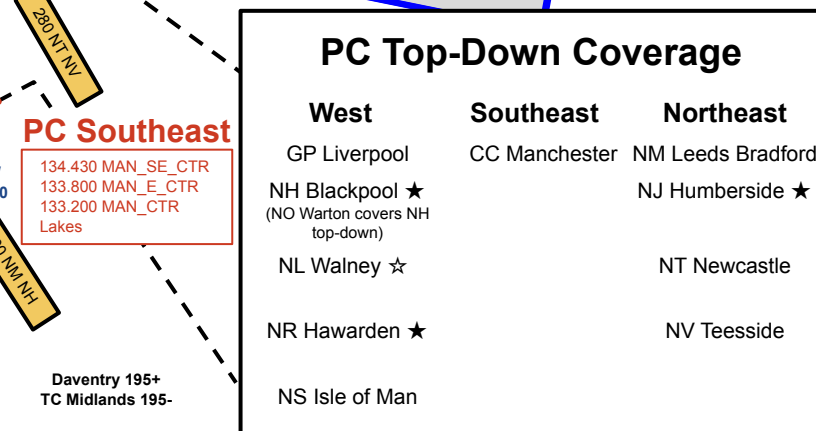 280 NT NV
PC Southeast
134.430 MAN_SE_CTR
133.800 MAN_E_CTR
133.200 MAN_CTR
Lakes
0
NM NH
Daventry 195+
TC Midlands 195-
PC Top-Down Coverage
West Southeast Northeast
GP Liverpool CC Manchester NM Leeds Bradford
NH Blackpool ★ NJ Humberside ★
(NO Warton covers NH
top-down)
NL Walney ☆ NT Newcastle
NR Hawarden ★ NV Teesside
NS Isle of Man